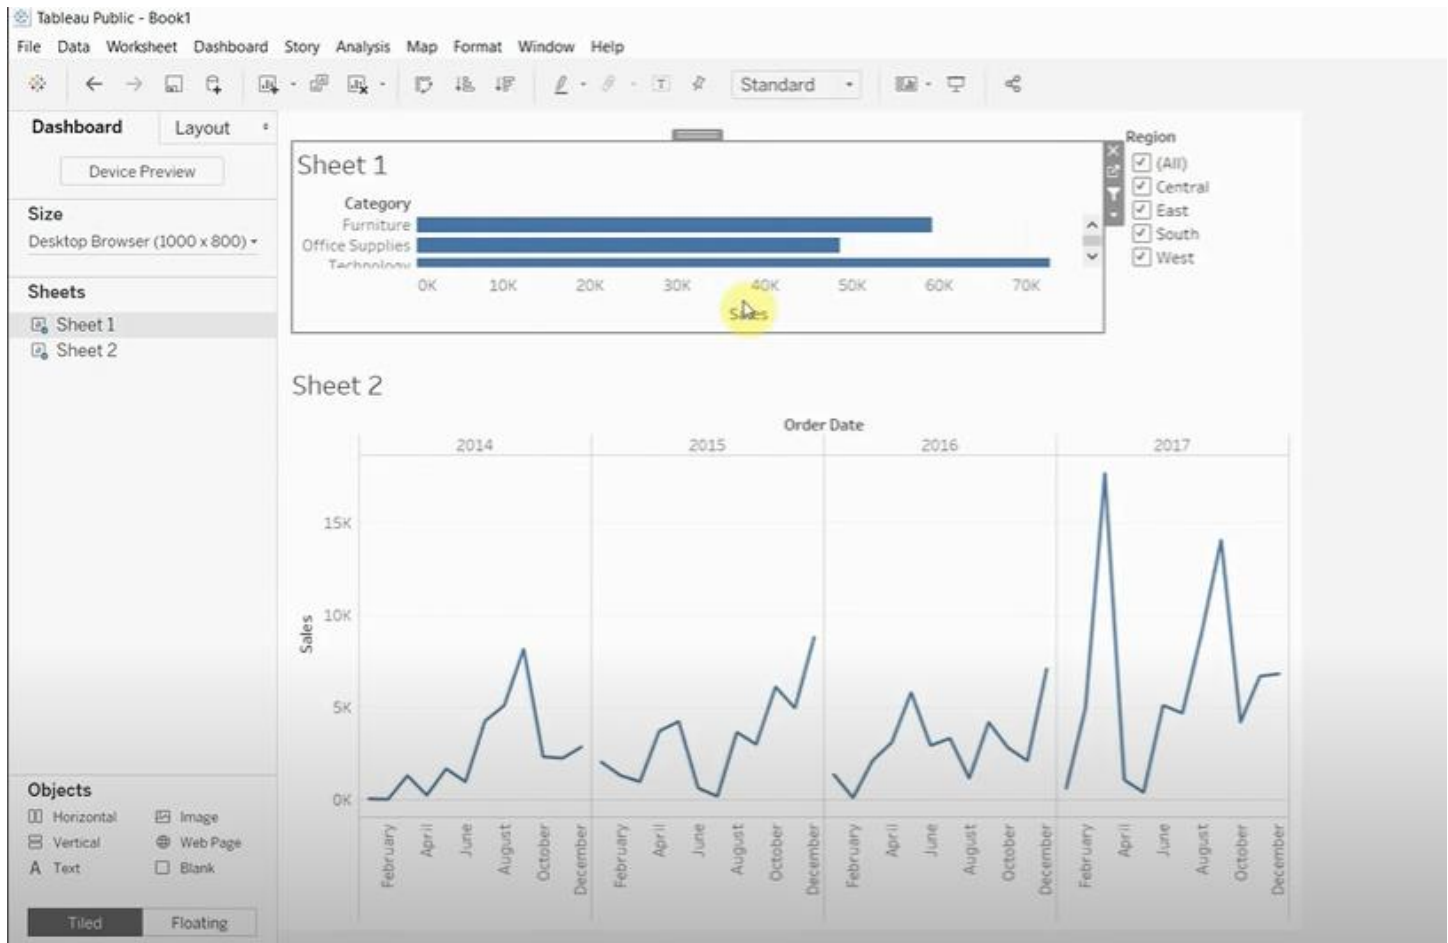 Tableau Public - Book1
File Data Worksheet Dashboard Story Analysis Map Format Window Help
Standard
Dashboard Layout
Device Preview
Size
Desktop Browser (1000 x 800)
Sheets
Sheet 1
Sheet 2
Objects
Horizontal Image
Vertical Web Page
A Text Blank
Tiled Floating
Sheet 1
Category
Furniture
Office Supplies
Technology
0K 10K 20K 30K 40K 50K 60K 70K
Sales
Region
(All)
Central
East
South
West
Sheet 2
Order Date
2014 2015 2016 2017
Sales
15K
10K
5K
0K
February April June August October December February April June August October December February April June August October December February April June August October December